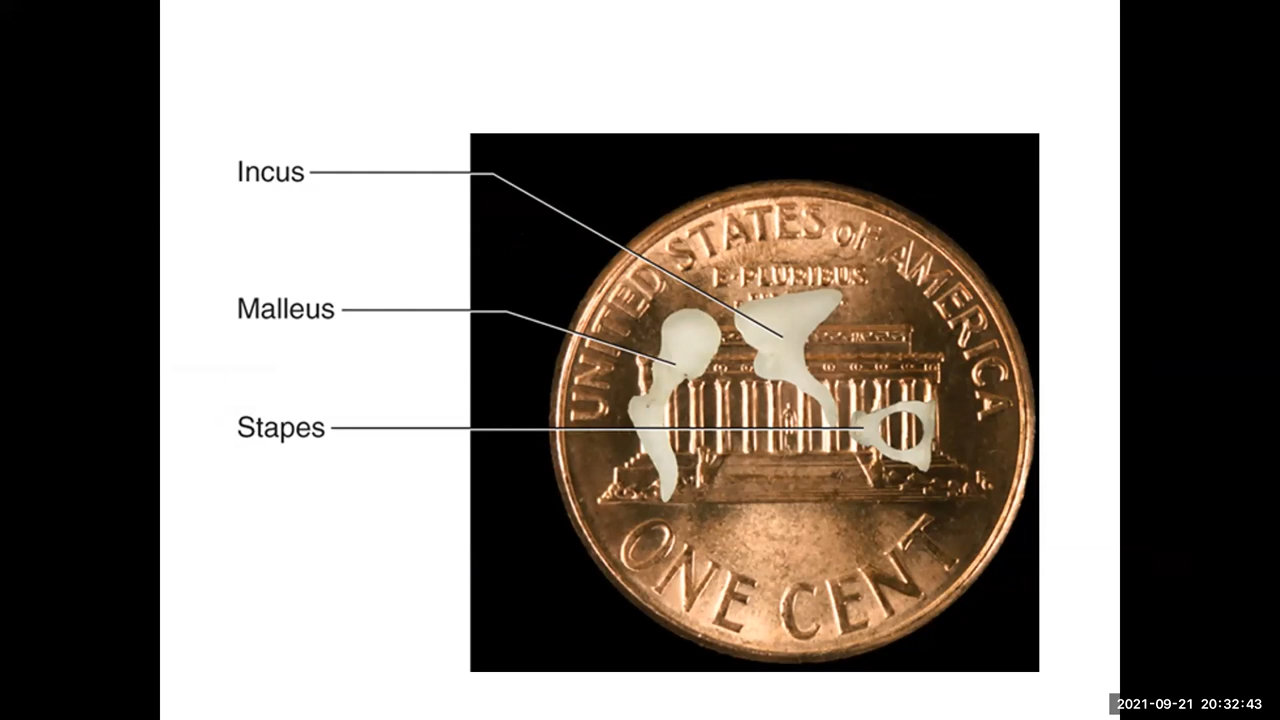 Incus
Malleus
Stapes
UNITED STATES of AMERICA
E·PLURIBUS
ONE CENT
2021-09-21 20:32:43